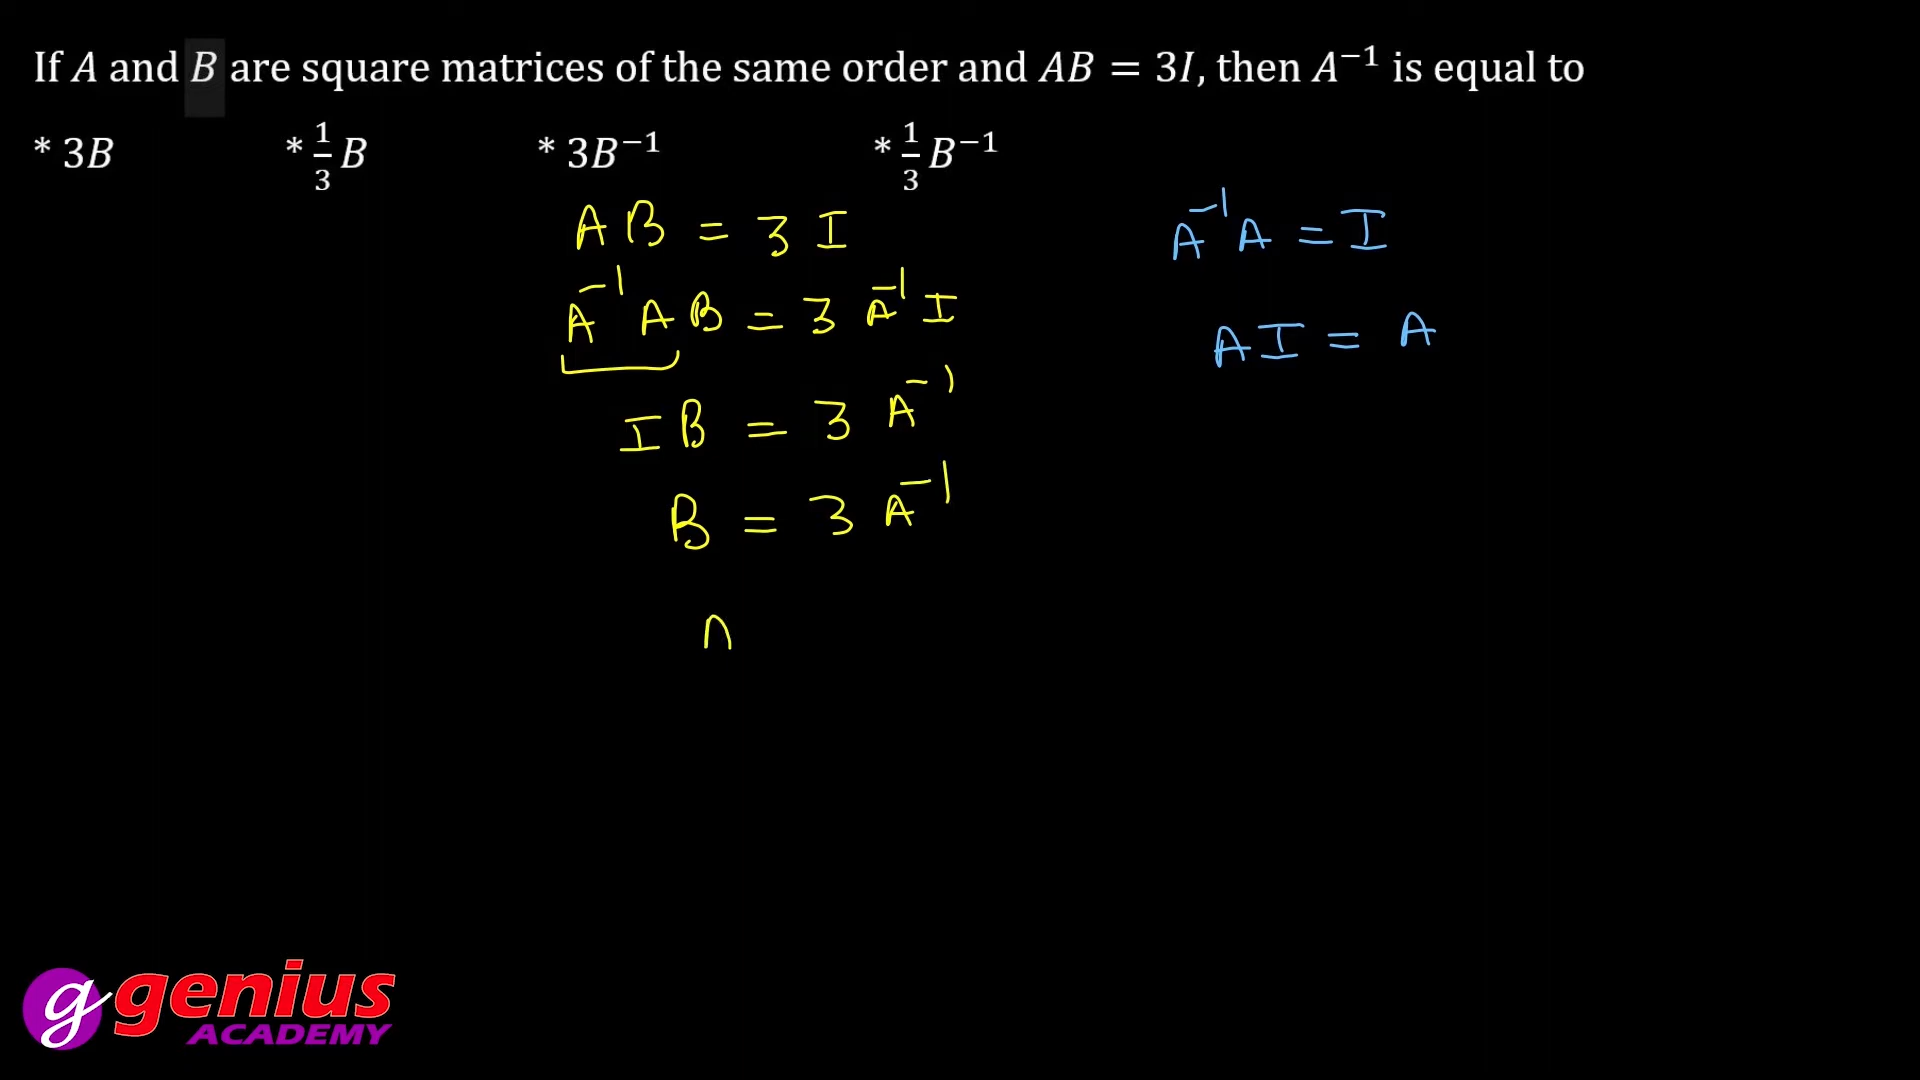 If A and B are square matrices of the same order and AB = 3I, then A⁻¹ is equal to
* 3B * 1/3 B * 3B⁻¹ * 1/3 B⁻¹
AB = 3I
A⁻¹AB = 3A⁻¹I
IB = 3A⁻¹
B = 3A⁻¹
A⁻¹A = I
AI = A
g genius
ACADEMY